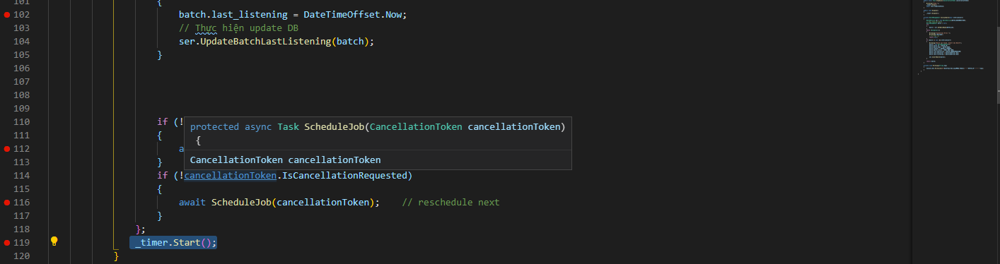 101 {
102 batch.last_listening = DateTimeOffset.Now;
103 // Thực hiện update DB
104 ser.UpdateBatchLastListening(batch);
105 }
106
107
108
109
110 if (!
protected async Task ScheduleJob(CancellationToken cancellationToken)
111 {
{
112 a
CancellationToken cancellationToken
113 }
114 if (!cancellationToken.IsCancellationRequested)
115 {
116 await ScheduleJob(cancellationToken); // reschedule next
117 }
118 };
119 _timer.Start();
120 }